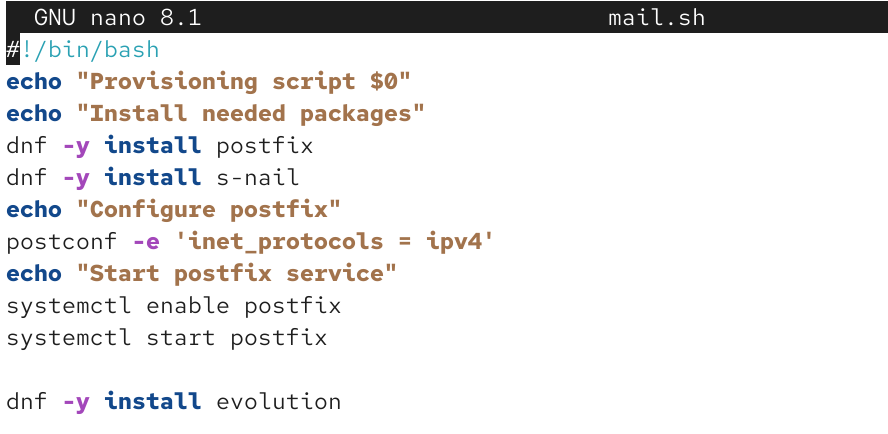 GNU nano 8.1 mail.sh
#!/bin/bash
echo "Provisioning script $0"
echo "Install needed packages"
dnf -y install postfix
dnf -y install s-nail
echo "Configure postfix"
postconf -e 'inet_protocols = ipv4'
echo "Start postfix service"
systemctl enable postfix
systemctl start postfix
dnf -y install evolution